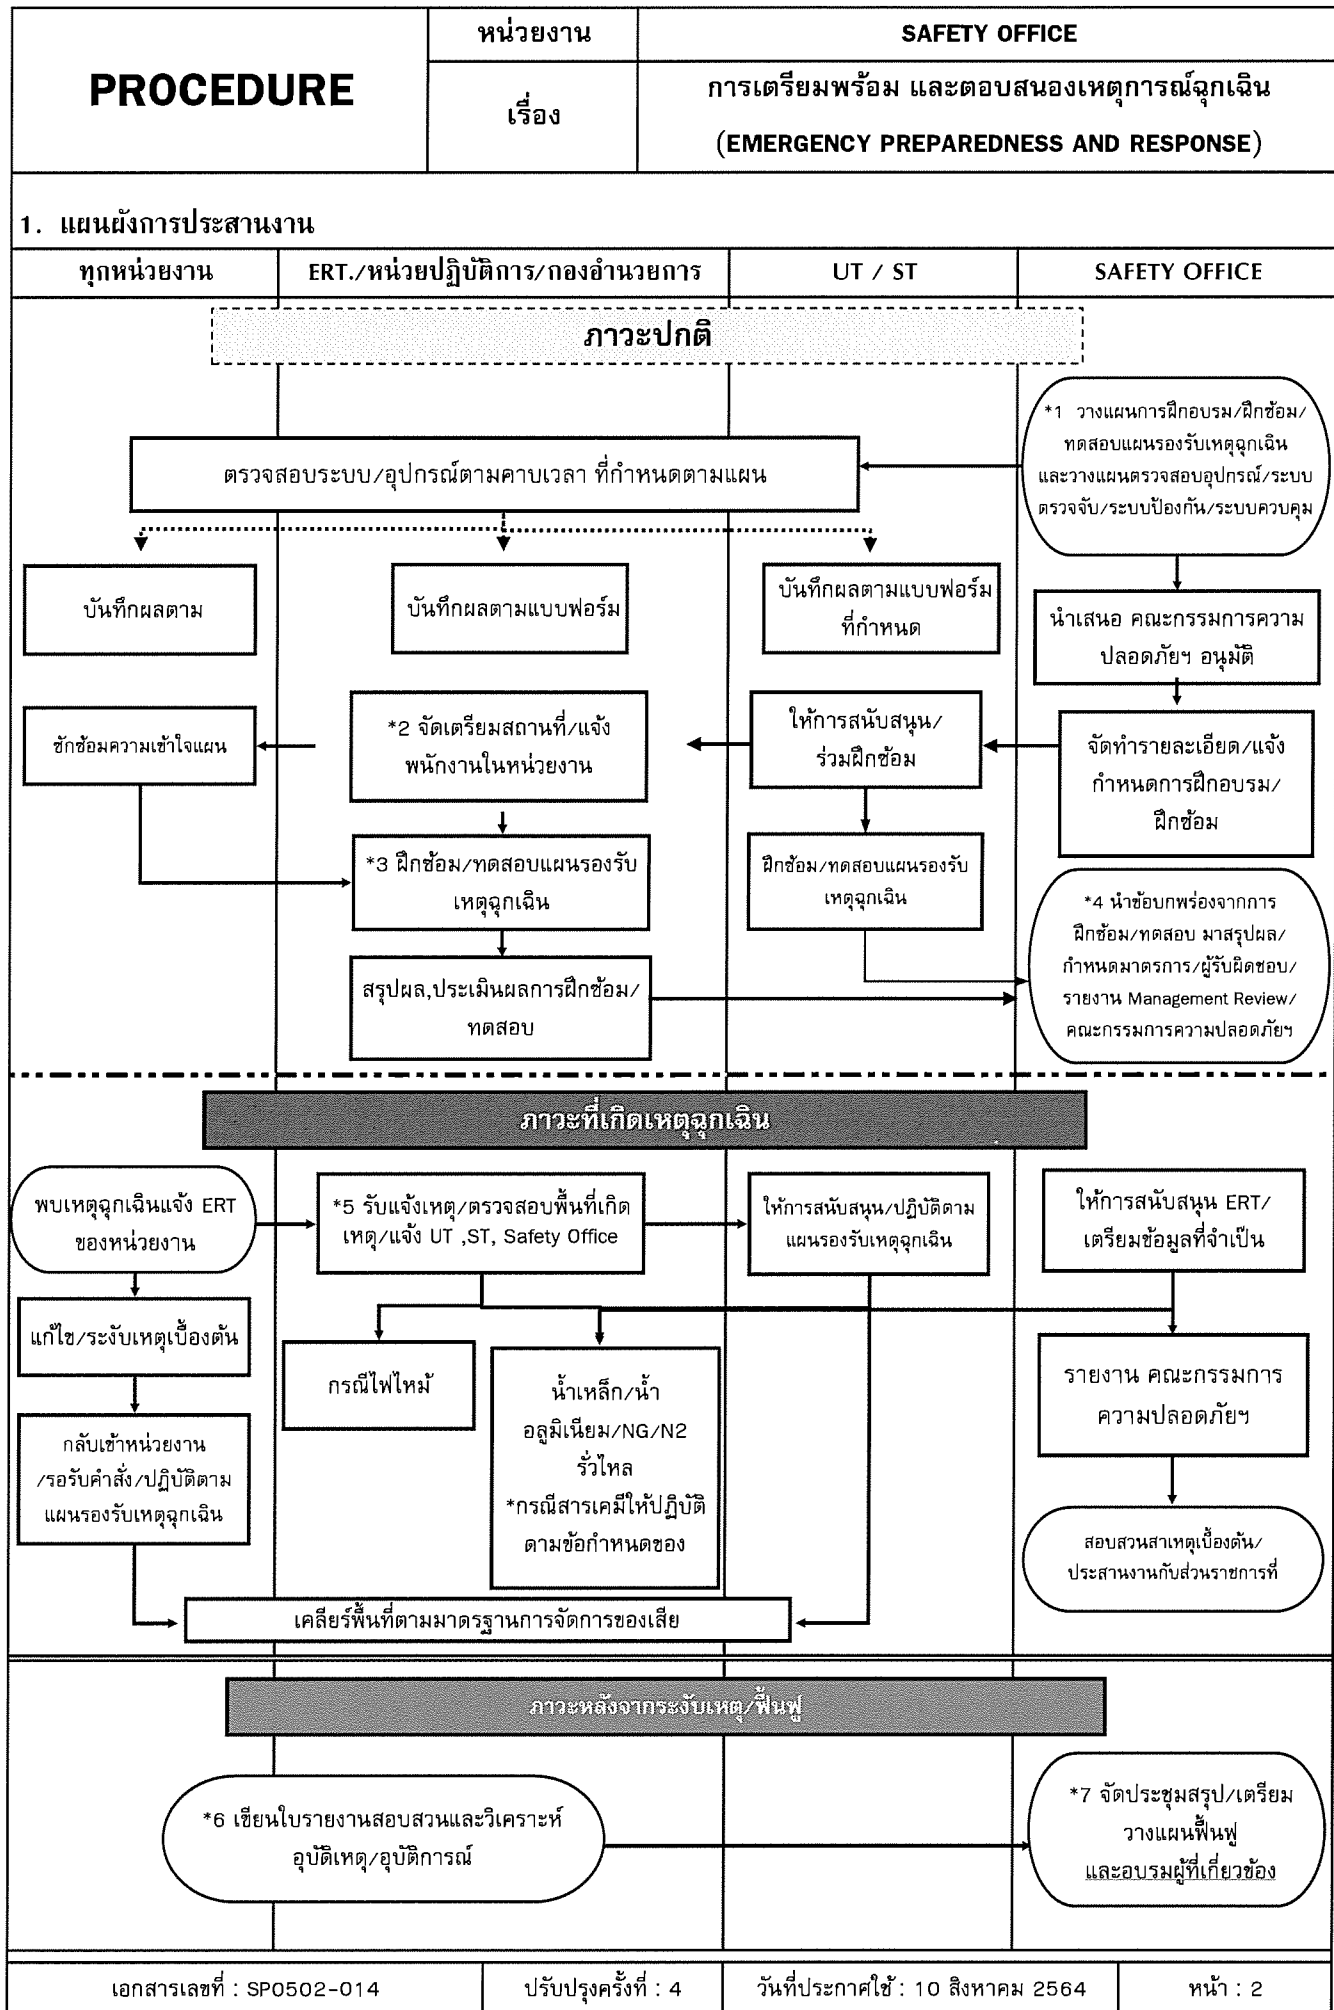 PROCEDURE
หน่วยงาน
SAFETY OFFICE
เรื่อง
การเตรียมพร้อม และตอบสนองเหตุการณ์ฉุกเฉิน
(EMERGENCY PREPAREDNESS AND RESPONSE)
1. แผนผังการประสานงาน
ทุกหน่วยงาน
ERT./หน่วยปฏิบัติการ/กองอำนวยการ
UT / ST
SAFETY OFFICE
ภาวะปกติ
*1 วางแผนการฝึกอบรม/ฝึกซ้อม/
ทดสอบแผนรองรับเหตุฉุกเฉิน
และวางแผนตรวจสอบอุปกรณ์/ระบบ
ตรวจจับ/ระบบป้องกัน/ระบบควบคุม
ตรวจสอบระบบ/อุปกรณ์ตามคาบเวลา ที่กำหนดตามแผน
บันทึกผลตาม
บันทึกผลตามแบบฟอร์ม
บันทึกผลตามแบบฟอร์ม
ที่กำหนด
นำเสนอ คณะกรรมการความ
ปลอดภัยฯ อนุมัติ
ซักซ้อมความเข้าใจแผน
*2 จัดเตรียมสถานที่/แจ้ง
พนักงานในหน่วยงาน
ให้การสนับสนุน/
ร่วมฝึกซ้อม
จัดทำรายละเอียด/แจ้ง
กำหนดการฝึกอบรม/
ฝึกซ้อม
*3 ฝึกซ้อม/ทดสอบแผนรองรับ
เหตุฉุกเฉิน
ฝึกซ้อม/ทดสอบแผนรองรับ
เหตุฉุกเฉิน
*4 นำข้อบกพร่องจากการ
ฝึกซ้อม/ทดสอบ มาสรุปผล/
กำหนดมาตรการ/ผู้รับผิดชอบ/
รายงาน Management Review/
คณะกรรมการความปลอดภัยฯ
สรุปผล,ประเมินผลการฝึกซ้อม/
ทดสอบ
ภาวะที่เกิดเหตุฉุกเฉิน
พบเหตุฉุกเฉินแจ้ง ERT
ของหน่วยงาน
*5 รับแจ้งเหตุ/ตรวจสอบพื้นที่เกิด
เหตุ/แจ้ง UT ,ST, Safety Office
ให้การสนับสนุน/ปฏิบัติตาม
แผนรองรับเหตุฉุกเฉิน
ให้การสนับสนุน ERT/
เตรียมข้อมูลที่จำเป็น
แก้ไข/ระงับเหตุเบื้องต้น
กรณีไฟไหม้
น้ำเหล็ก/น้ำ
อลูมิเนียม/NG/N2
รั่วไหล
*กรณีสารเคมีให้ปฏิบัติ
ตามข้อกำหนดของ
รายงาน คณะกรรมการ
ความปลอดภัยฯ
กลับเข้าหน่วยงาน
/รอรับคำสั่ง/ปฏิบัติตาม
แผนรองรับเหตุฉุกเฉิน
สอบสวนสาเหตุเบื้องต้น/
ประสานงานกับส่วนราชการที่
เคลียร์พื้นที่ตามมาตรฐานการจัดการของเสีย
ภาวะหลังจากระงับเหตุ/ฟื้นฟู
*6 เขียนใบรายงานสอบสวนและวิเคราะห์
อุบัติเหตุ/อุบัติการณ์
*7 จัดประชุมสรุป/เตรียม
วางแผนฟื้นฟู
และอบรมผู้ที่เกี่ยวข้อง
เอกสารเลขที่ : SP0502-014
ปรับปรุงครั้งที่ : 4
วันที่ประกาศใช้ : 10 สิงหาคม 2564
หน้า : 2